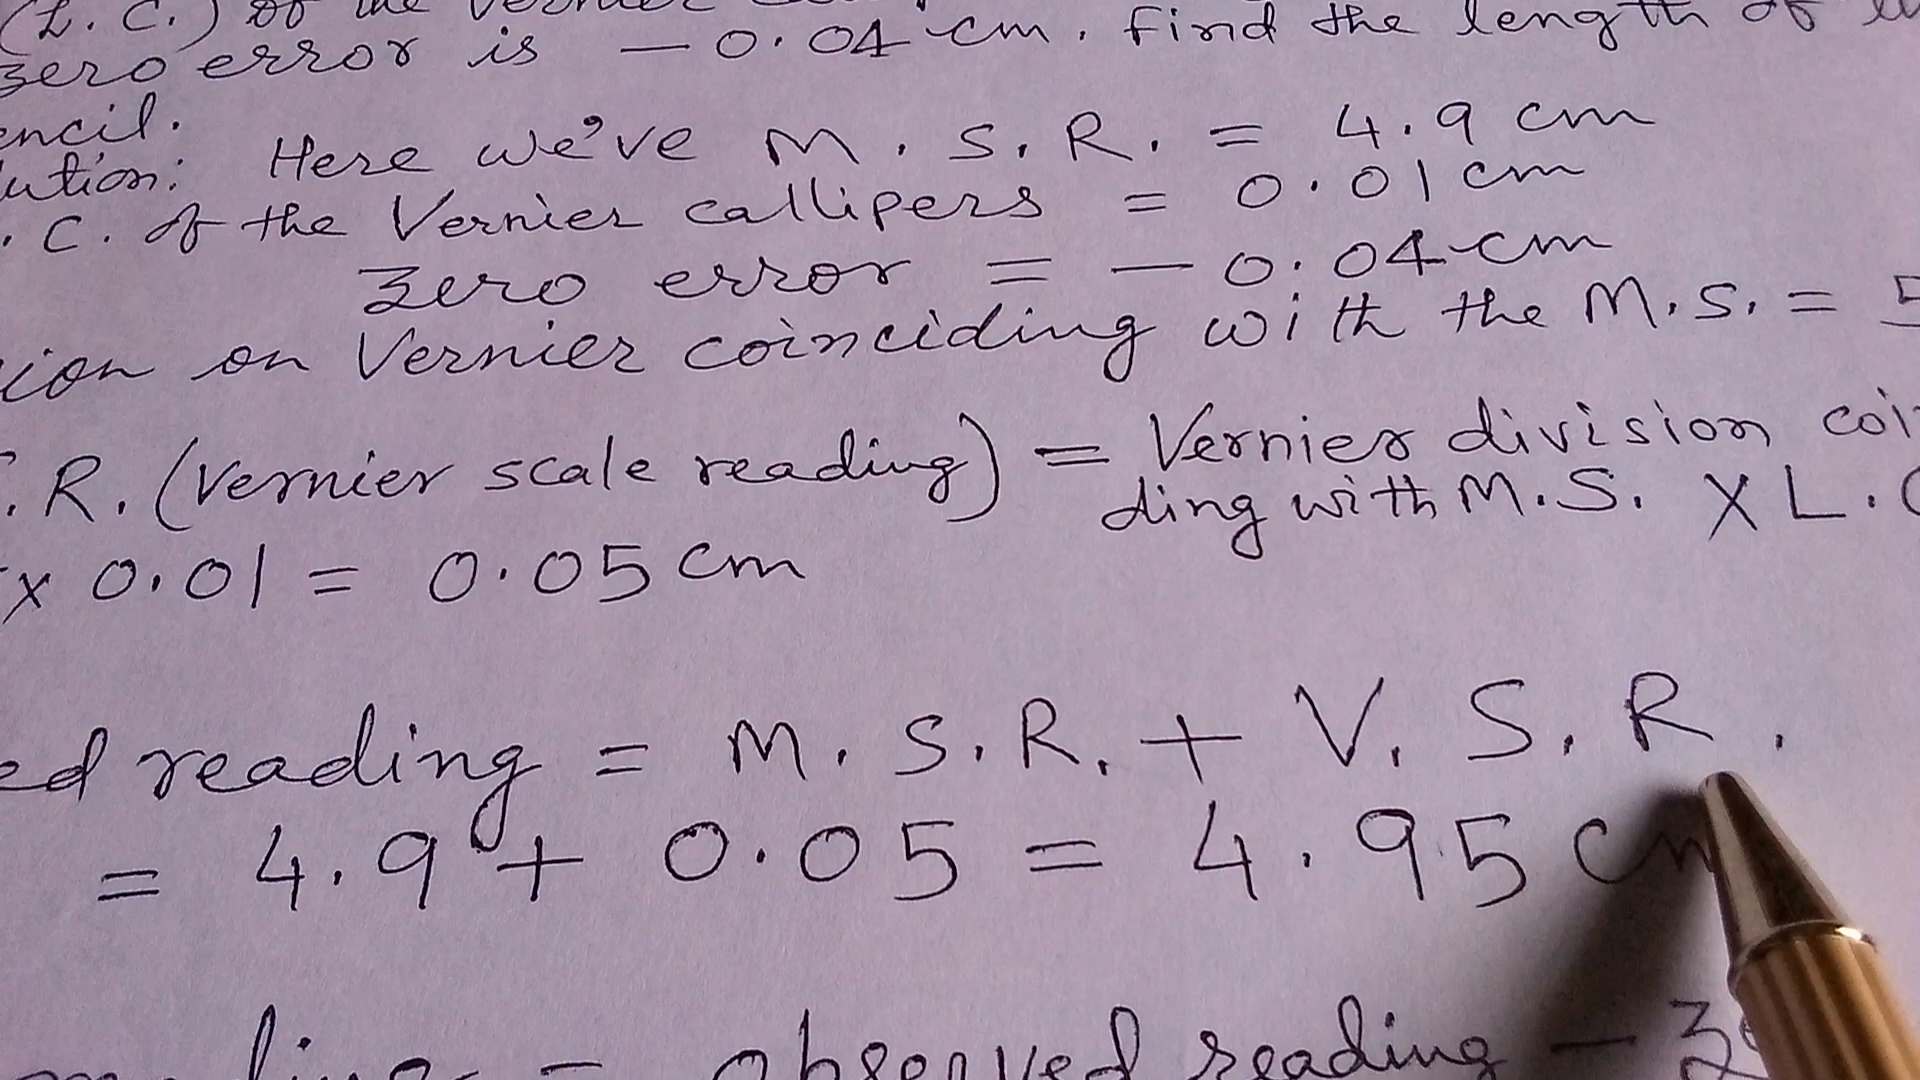 (L. C.) of the Vernier
zero error is - 0.04 cm. Find the length of
encil.
ution: Here we've M. S. R. = 4.9 cm
. C. of the Vernier callipers = 0.01 cm
Zero error = - 0.04 cm
ion on Vernier coinciding with the M.S. = 5
. R. (Vernier scale reading) = Vernier division coin
ding with M.S. X L. C
x 0.01 = 0.05 cm
ed reading = M. S. R. + V. S. R.
= 4.9 + 0.05 = 4.95 cm
observed reading -